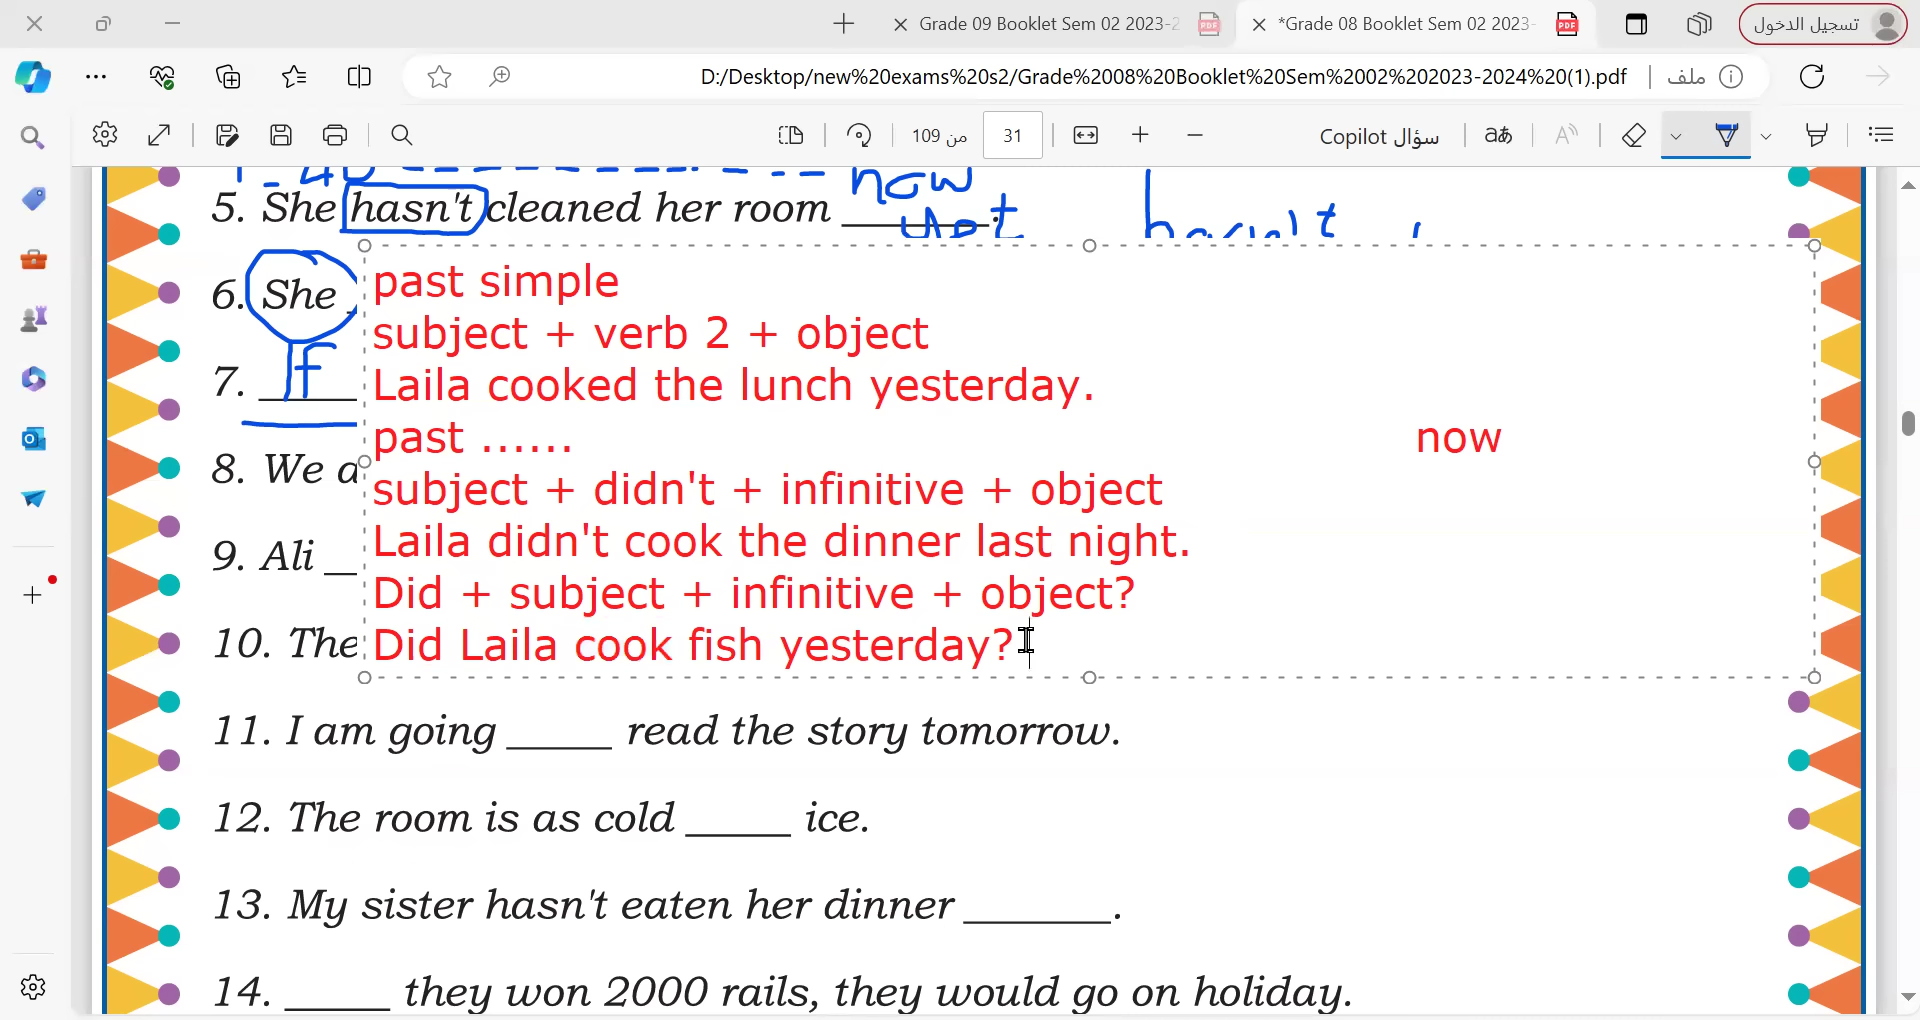 Grade 09 Booklet Sem 02 2023-2
*Grade 08 Booklet Sem 02 2023-
تسجيل الدخول
D:/Desktop/new%20exams%20s2/Grade%2008%20Booklet%20Sem%2002%202023-2024%20(1).pdf
ملف
109 من
31
سؤال Copilot
now
5. She hasn't cleaned her room ______.
yet
6. She
7. ____ If
8. We a
9. Ali _
10. The
past simple
subject + verb 2 + object
Laila cooked the lunch yesterday.
past ......
now
subject + didn't + infinitive + object
Laila didn't cook the dinner last night.
Did + subject + infinitive + object?
Did Laila cook fish yesterday?
11. I am going _____ read the story tomorrow.
12. The room is as cold _____ ice.
13. My sister hasn't eaten her dinner _______.
14. _____ they won 2000 rails, they would go on holiday.